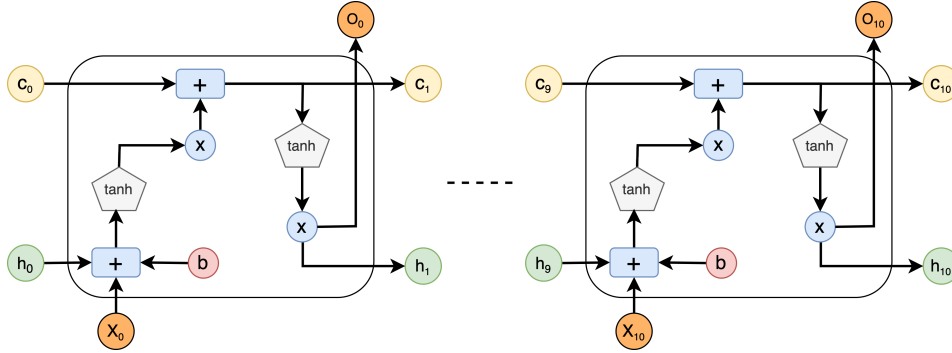 O₀
O₁₀
c₀ + c₁
c₉ + c₁₀
x tanh
x tanh
tanh
tanh
x
x
h₀ + b h₁
h₉ + b h₁₀
X₀
X₁₀